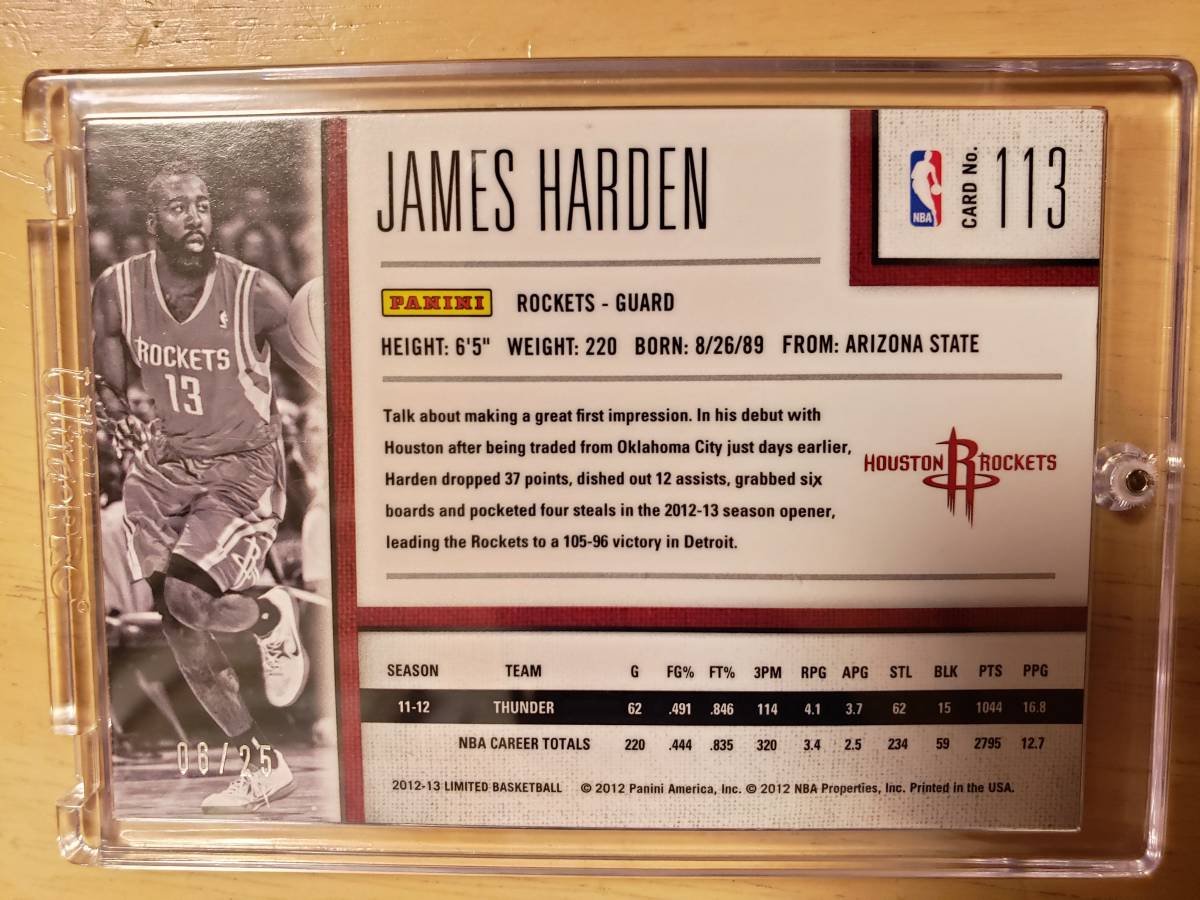 JAMES HARDEN
NBA
CARD No. 113
PANINI ROCKETS - GUARD
HEIGHT: 6'5" WEIGHT: 220 BORN: 8/26/89 FROM: ARIZONA STATE
Talk about making a great first impression. In his debut with
Houston after being traded from Oklahoma City just days earlier,
Harden dropped 37 points, dished out 12 assists, grabbed six
boards and pocketed four steals in the 2012-13 season opener,
leading the Rockets to a 105-96 victory in Detroit.
HOUSTON R ROCKETS
ROCKETS
13
SEASON TEAM G FG% FT% 3PM RPG APG STL BLK PTS PPG
11-12 THUNDER 62 .491 .846 114 4.1 3.7 62 15 1044 16.8
NBA CAREER TOTALS 220 .444 .835 320 3.4 2.5 234 59 2795 12.7
06/25
2012-13 LIMITED BASKETBALL © 2012 Panini America, Inc. © 2012 NBA Properties, Inc. Printed in the USA.
Ultra PRO